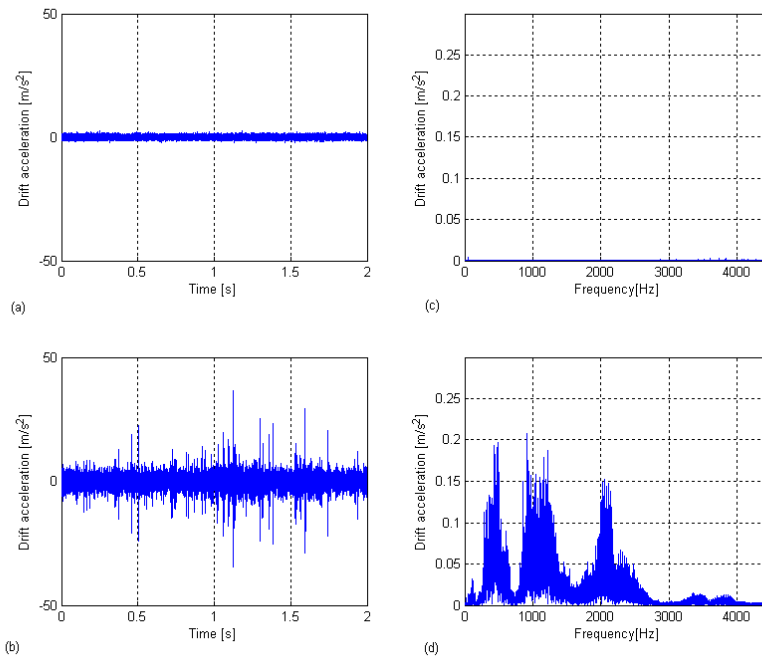 50
0
-50
Drift acceleration [m/s²]
0 0.5 1 1.5 2
Time [s]
(a)
0.25
0.2
0.15
0.1
0.05
0
Drift acceleration [m/s²]
0 1000 2000 3000 4000
Frequency[Hz]
(c)
50
0
-50
Drift acceleration [m/s²]
0 0.5 1 1.5 2
Time [s]
(b)
0.25
0.2
0.15
0.1
0.05
0
Drift acceleration [m/s²]
0 1000 2000 3000 4000
Frequency[Hz]
(d)